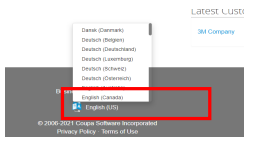 Latest Custo
3M Company
Dansk (Danmark)
Deutsch (Belgien)
Deutsch (Deutschland)
Deutsch (Luxemburg)
Deutsch (Schweiz)
Deutsch (Österreich)
English (Canada)
Busin
English (US)
© 2006-2021 Coupa Software Incorporated
Privacy Policy · Terms of Use